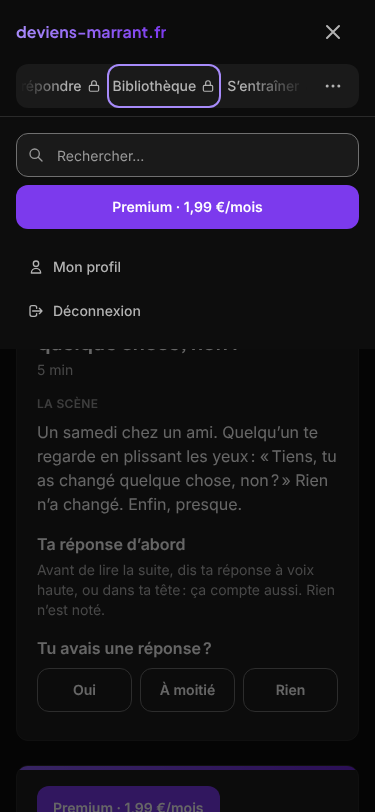 deviens-marrant.fr
épondre
Bibliothèque
S'entraîner
Rechercher...
Premium · 1,99 €/mois
Mon profil
Déconnexion
quelque chose, non ?
5 min
LA SCÈNE
Un samedi chez un ami. Quelqu'un te
regarde en plissant les yeux : « Tiens, tu
as changé quelque chose, non ? » Rien
n'a changé. Enfin, presque.
Ta réponse d'abord
Avant de lire la suite, dis ta réponse à voix
haute, ou dans ta tête : ça compte aussi. Rien
n'est noté.
Tu avais une réponse ?
Oui
À moitié
Rien
Premium · 1,99 €/mois